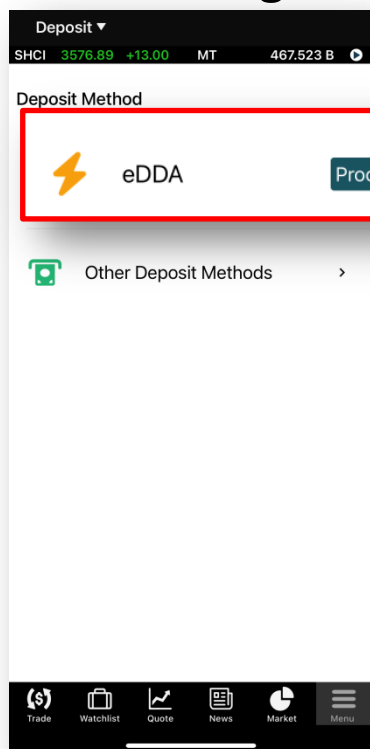 Deposit ▼
SHCI 3576.89 +13.00 MT 467.523 B
Deposit Method
eDDA
Other Deposit Methods >
Trade Watchlist Quote News Market Menu